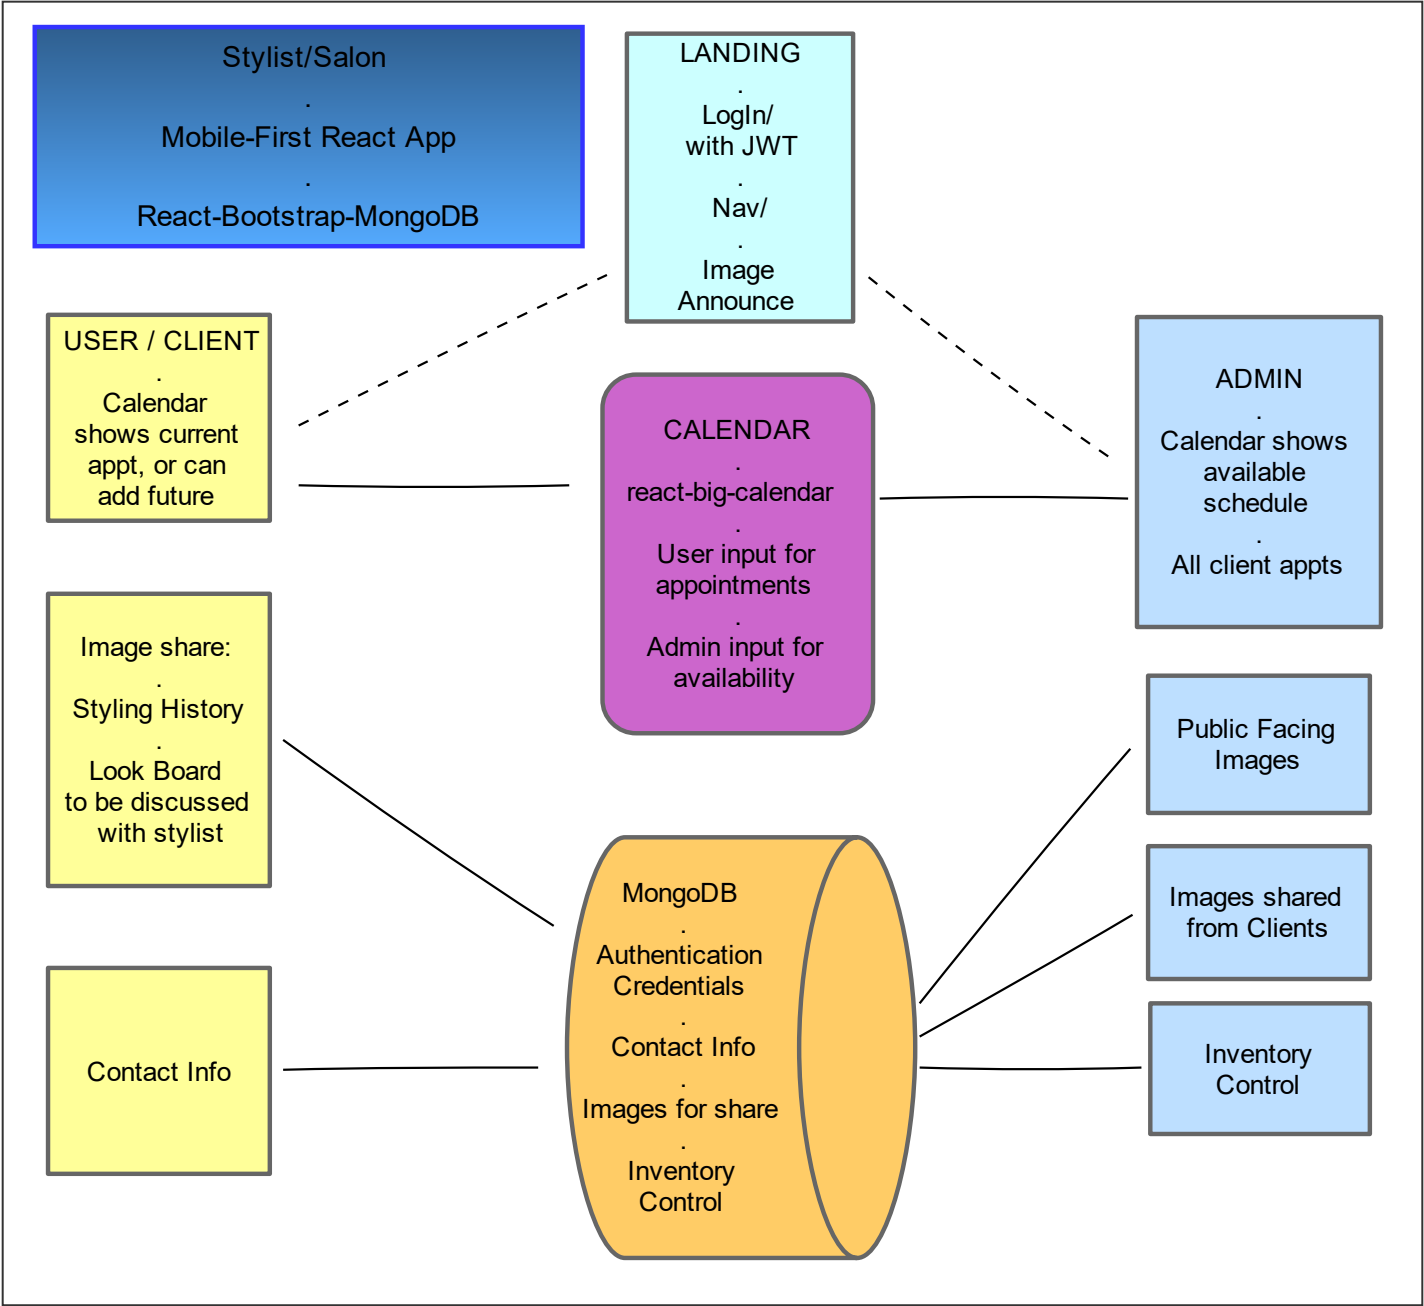 Stylist/Salon
.
Mobile-First React App
.
React-Bootstrap-MongoDB
LANDING
.
LogIn/
with JWT
.
Nav/
.
Image
Announce
USER / CLIENT
.
Calendar
shows current
appt, or can
add future
CALENDAR
.
react-big-calendar
.
User input for
appointments
.
Admin input for
availability
ADMIN
.
Calendar shows
available
schedule
.
All client appts
Image share:
.
Styling History
.
Look Board
to be discussed
with stylist
Public Facing
Images
Images shared
from Clients
MongoDB
.
Authentication
Credentials
.
Contact Info
.
Images for share
.
Inventory
Control
Contact Info
Inventory
Control